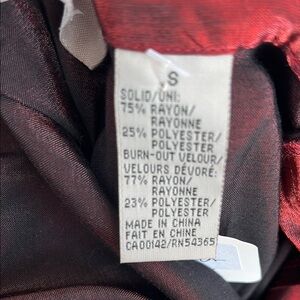 S
SOLID/UNI:
75% RAYON/
RAYONNE
25% POLYESTER/
POLYESTER
BURN-OUT VELOUR/
VELOURS DÉVORÉ:
77% RAYON/
RAYONNE
23% POLYESTER/
POLYESTER
MADE IN CHINA
FAIT EN CHINE
CA00142/RN54365